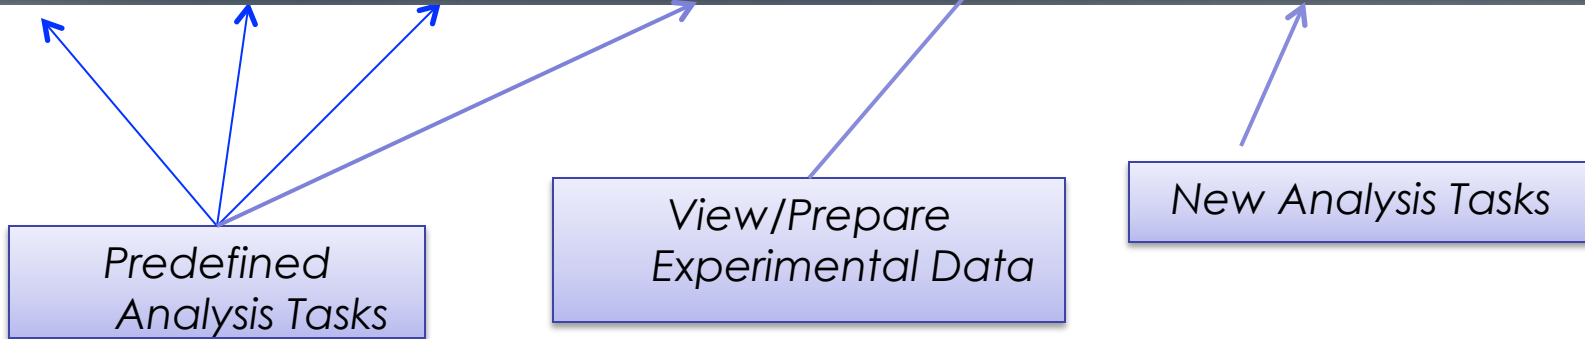 Predefined
Analysis Tasks
View/Prepare
Experimental Data
New Analysis Tasks